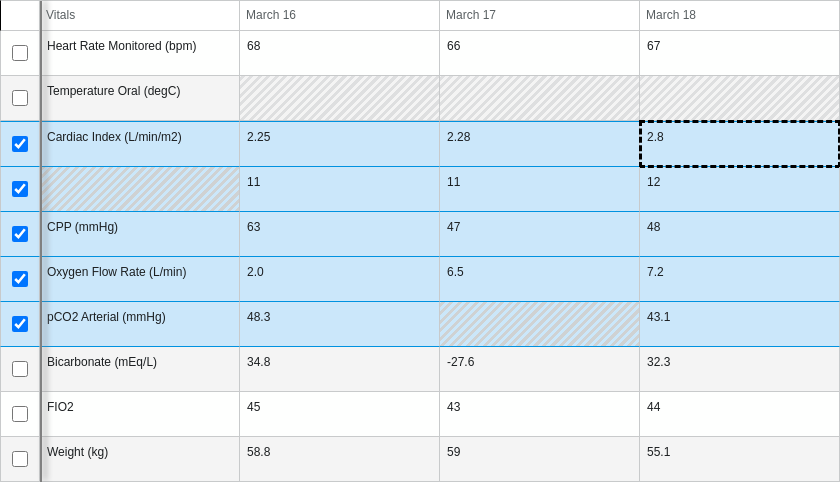 Vitals March 16 March 17 March 18
Heart Rate Monitored (bpm) 68 66 67
Temperature Oral (degC)
Cardiac Index (L/min/m2) 2.25 2.28 2.8
11 11 12
CPP (mmHg) 63 47 48
Oxygen Flow Rate (L/min) 2.0 6.5 7.2
pCO2 Arterial (mmHg) 48.3 43.1
Bicarbonate (mEq/L) 34.8 -27.6 32.3
FIO2 45 43 44
Weight (kg) 58.8 59 55.1